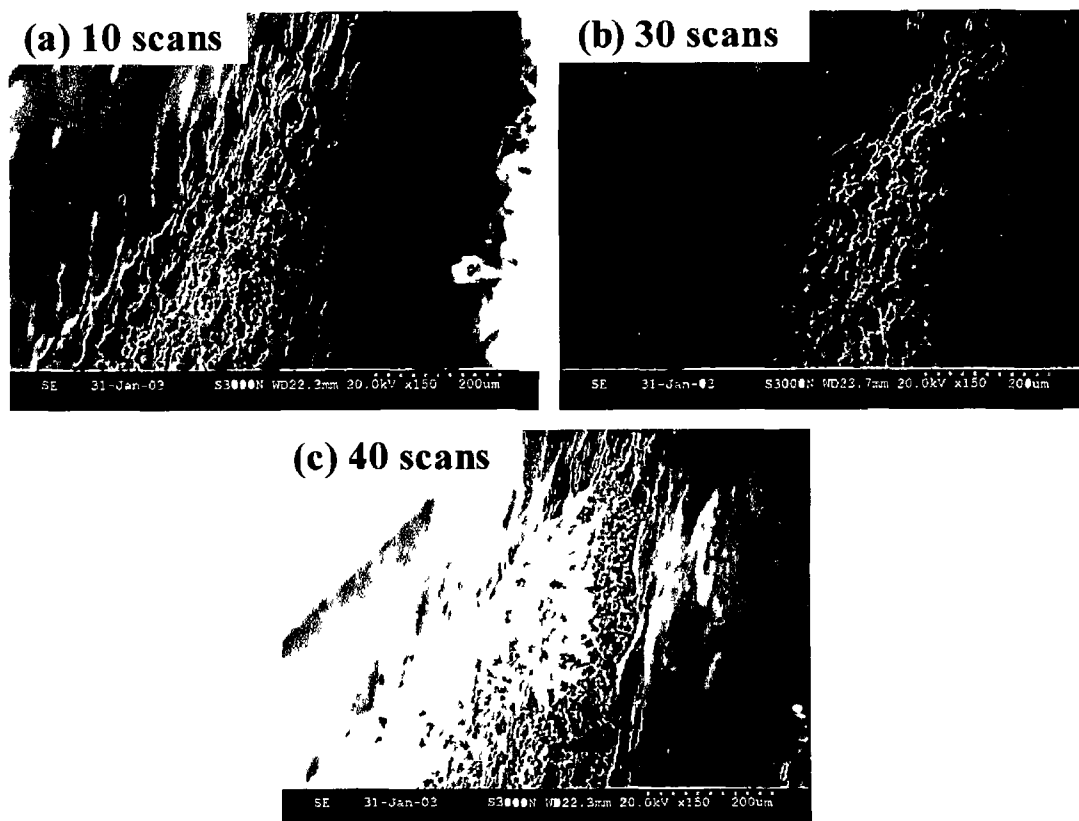 (a) 10 scans
(b) 30 scans
SE 31-Jan-03 S3000N WD22.3mm 20.0kV x150 200um
SE 31-Jan-03 S3000N WD23.7mm 20.0kV x150 200um
(c) 40 scans
SE 31-Jan-03 S3000N WD22.3mm 20.0kV x150 200um